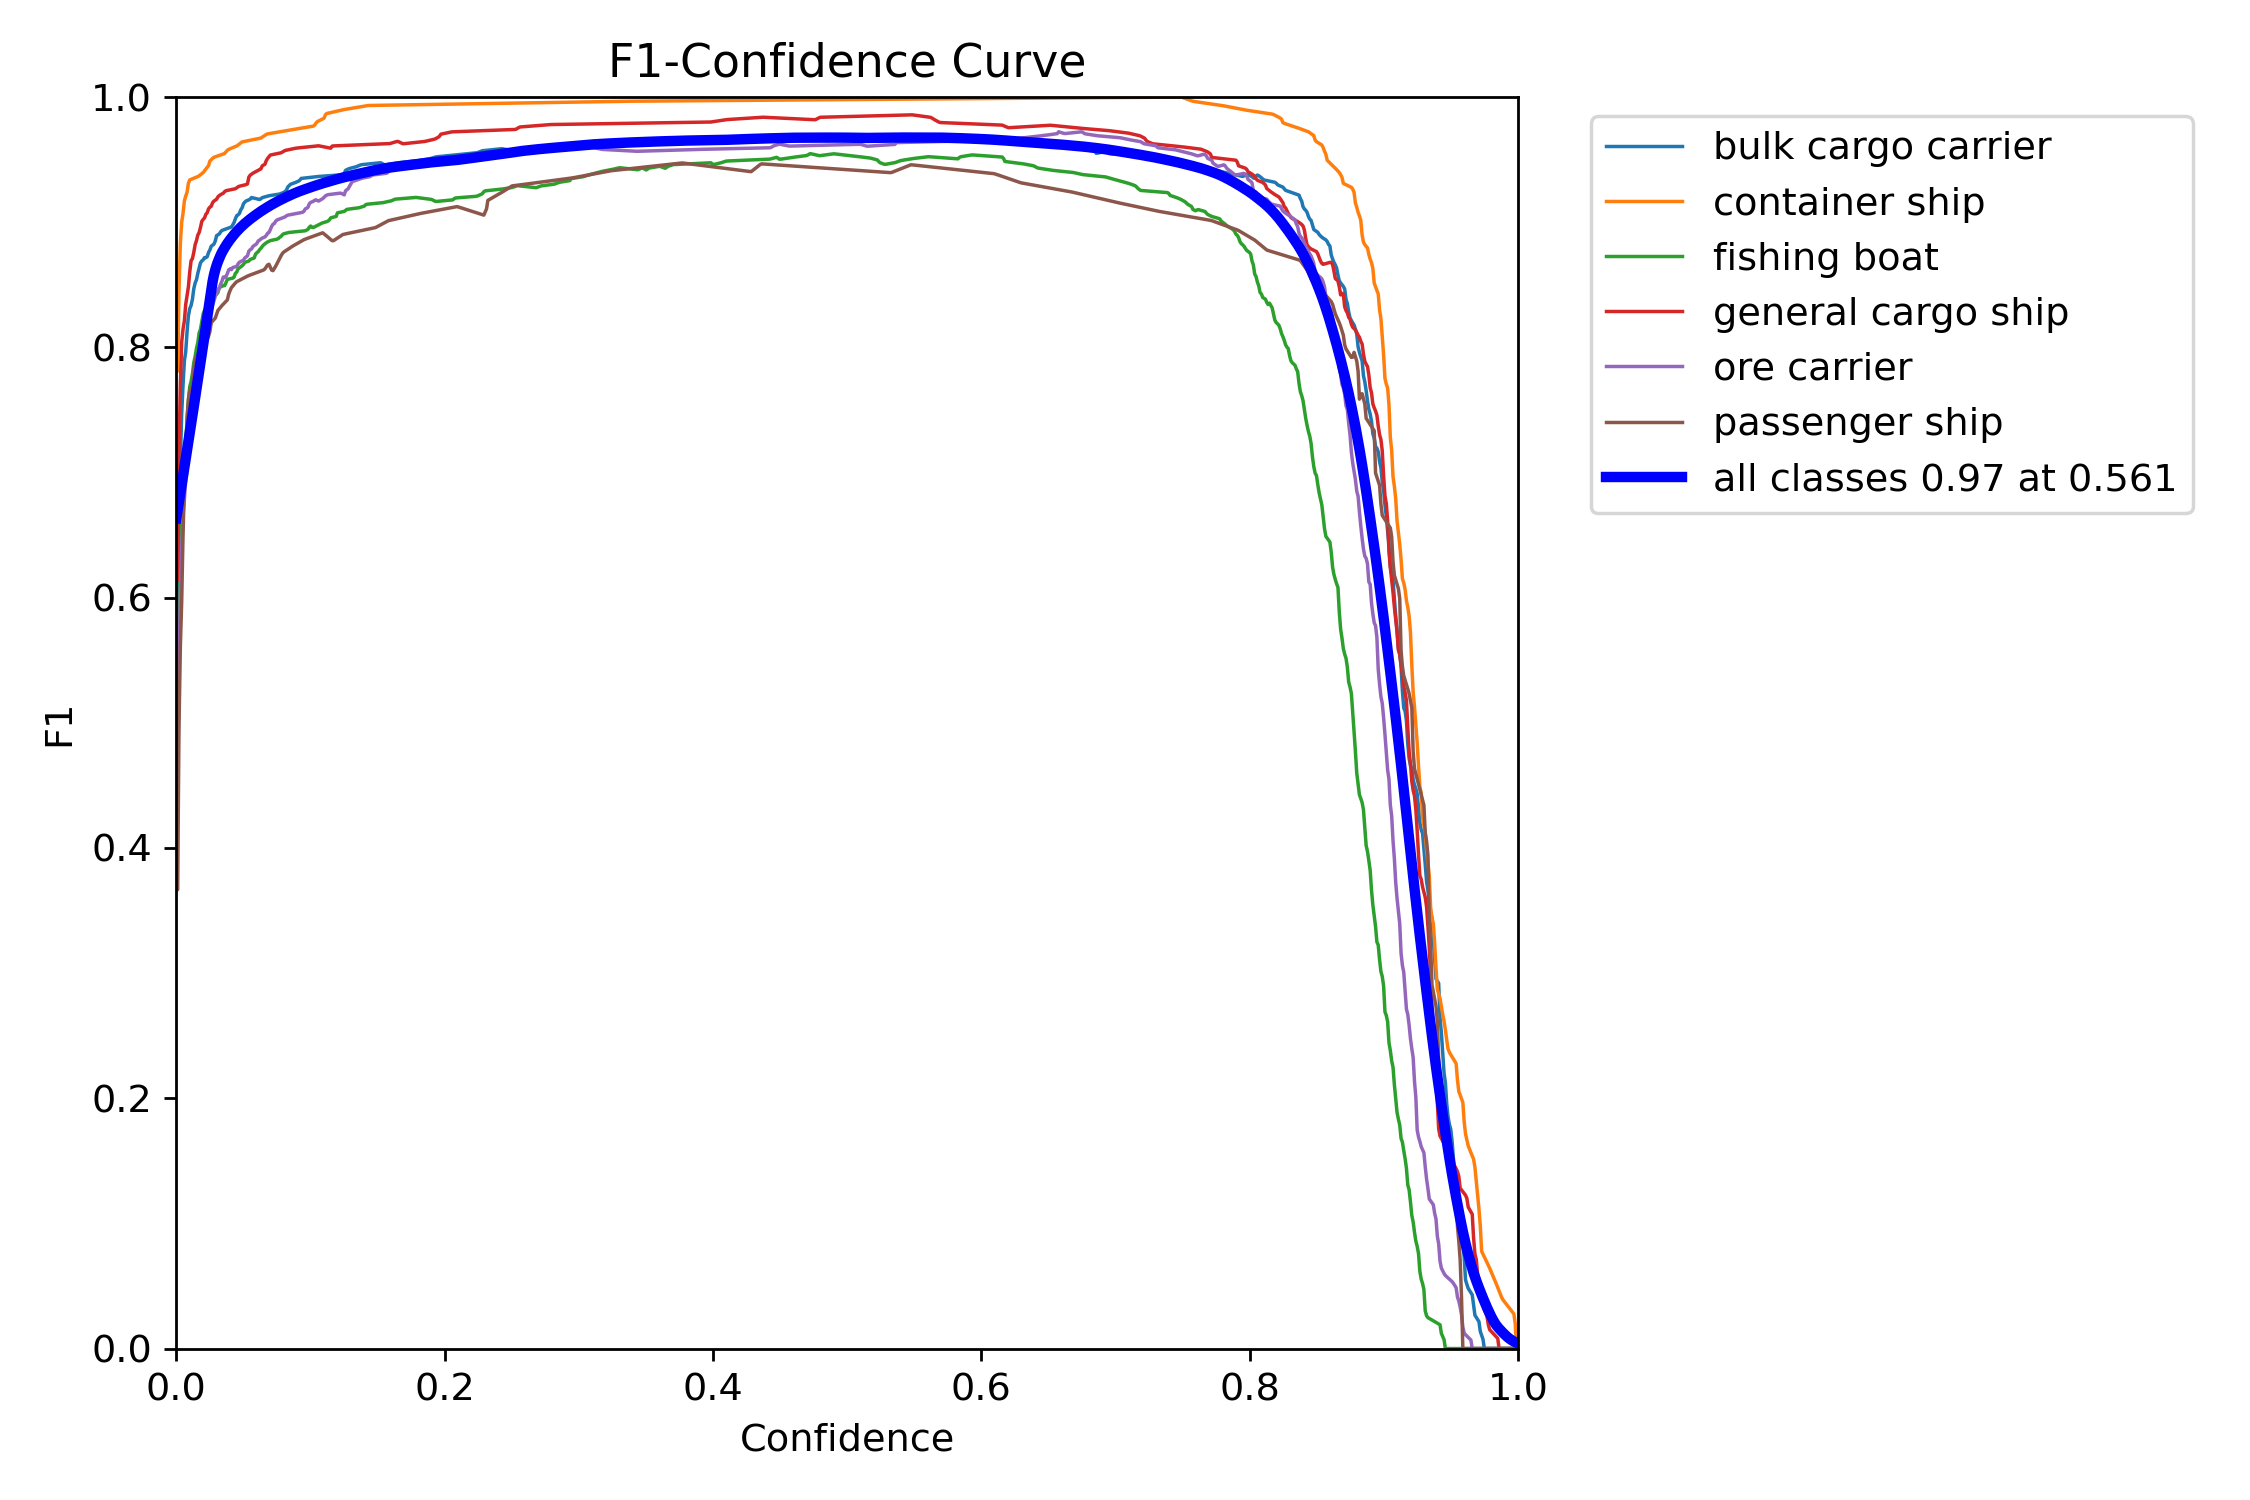 F1-Confidence Curve
1.0
0.8
0.6
0.4
0.2
0.0
F1
0.0 0.2 0.4 0.6 0.8 1.0
Confidence
bulk cargo carrier
container ship
fishing boat
general cargo ship
ore carrier
passenger ship
all classes 0.97 at 0.561